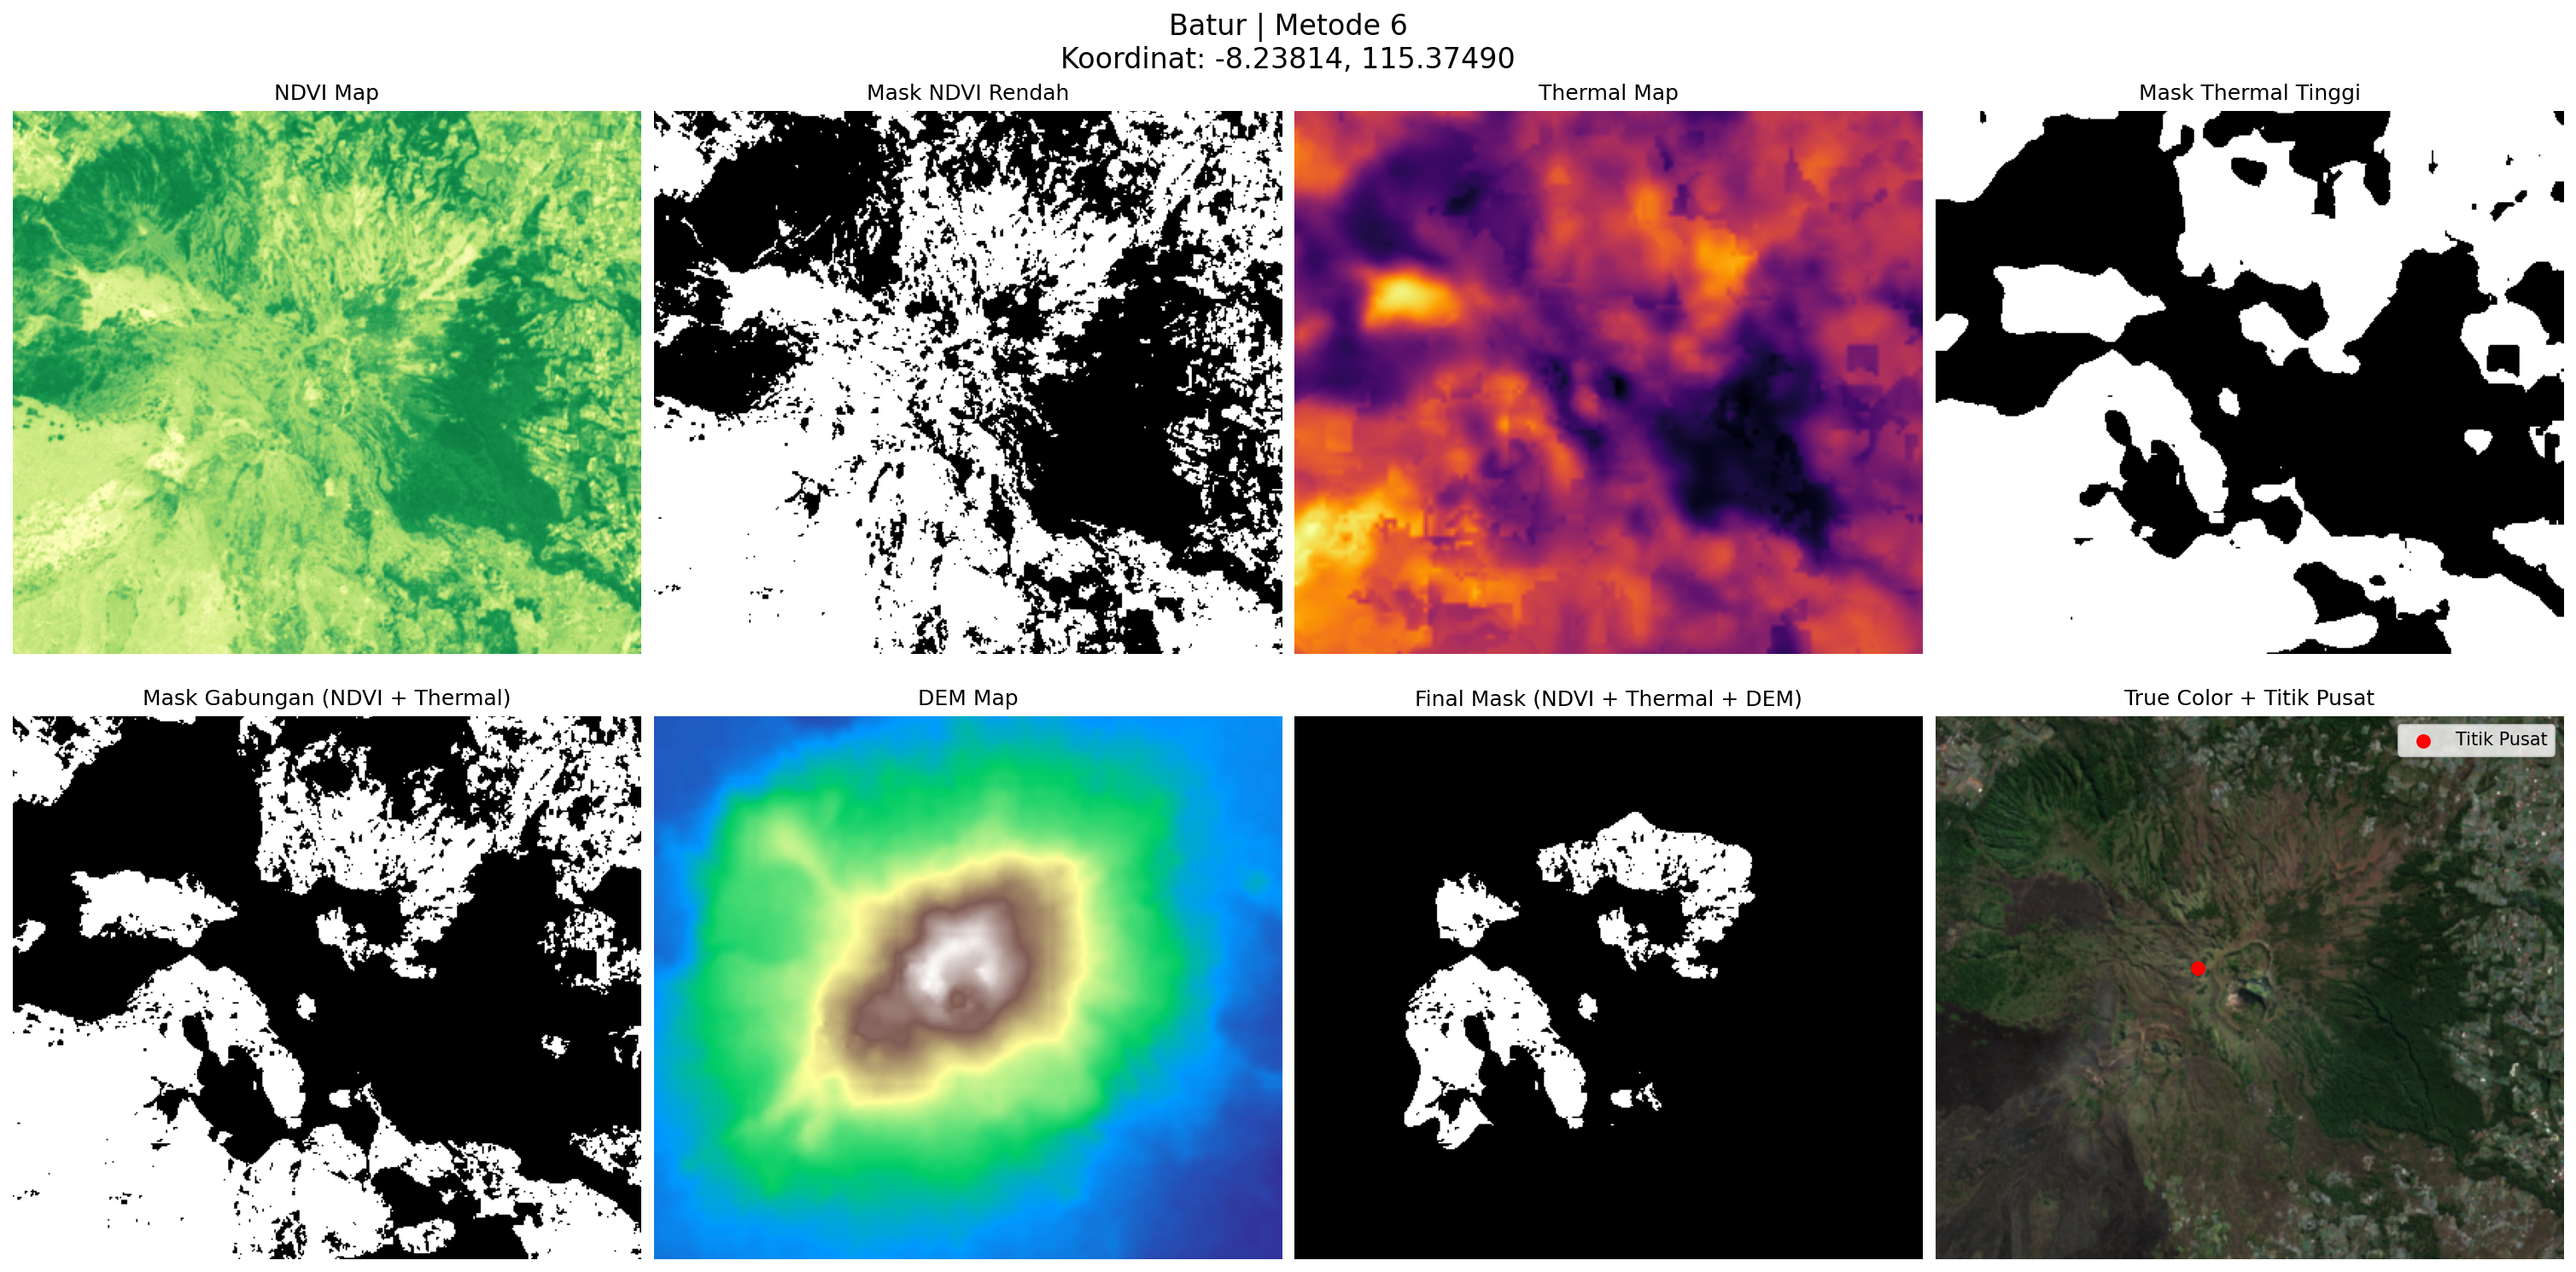 Batur | Metode 6
Koordinat: -8.23814, 115.37490
NDVI Map
Mask NDVI Rendah
Thermal Map
Mask Thermal Tinggi
Mask Gabungan (NDVI + Thermal)
DEM Map
Final Mask (NDVI + Thermal + DEM)
True Color + Titik Pusat
Titik Pusat